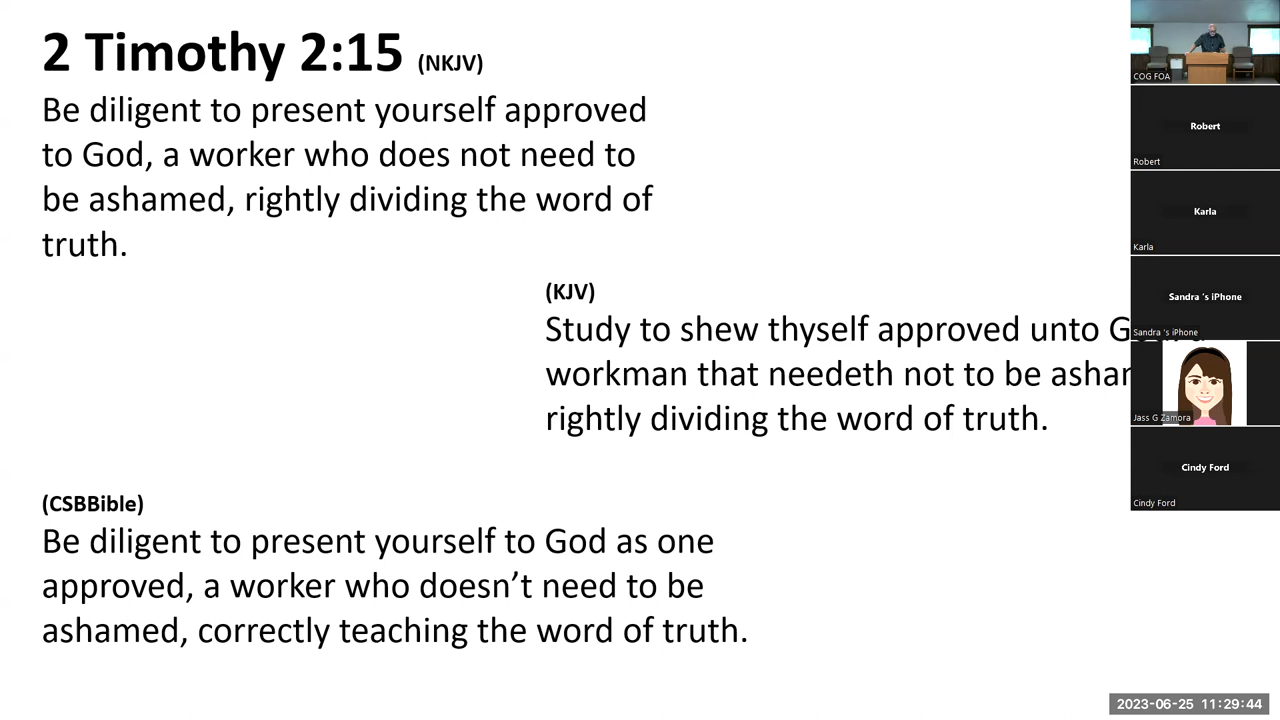 2 Timothy 2:15 (NKJV)
Be diligent to present yourself approved
to God, a worker who does not need to
be ashamed, rightly dividing the word of
truth.
(KJV)
Study to shew thyself approved unto
workman that needeth not to be
rightly dividing the word of truth.
(CSBBible)
Be diligent to present yourself to God as one
approved, a worker who doesn’t need to be
ashamed, correctly teaching the word of truth.
COG FOA
Robert
Robert
Karla
Karla
Sandra 's iPhone
Sandra 's iPhone
Jass G Zamora
Cindy Ford
Cindy Ford
2023-06-25 11:29:44